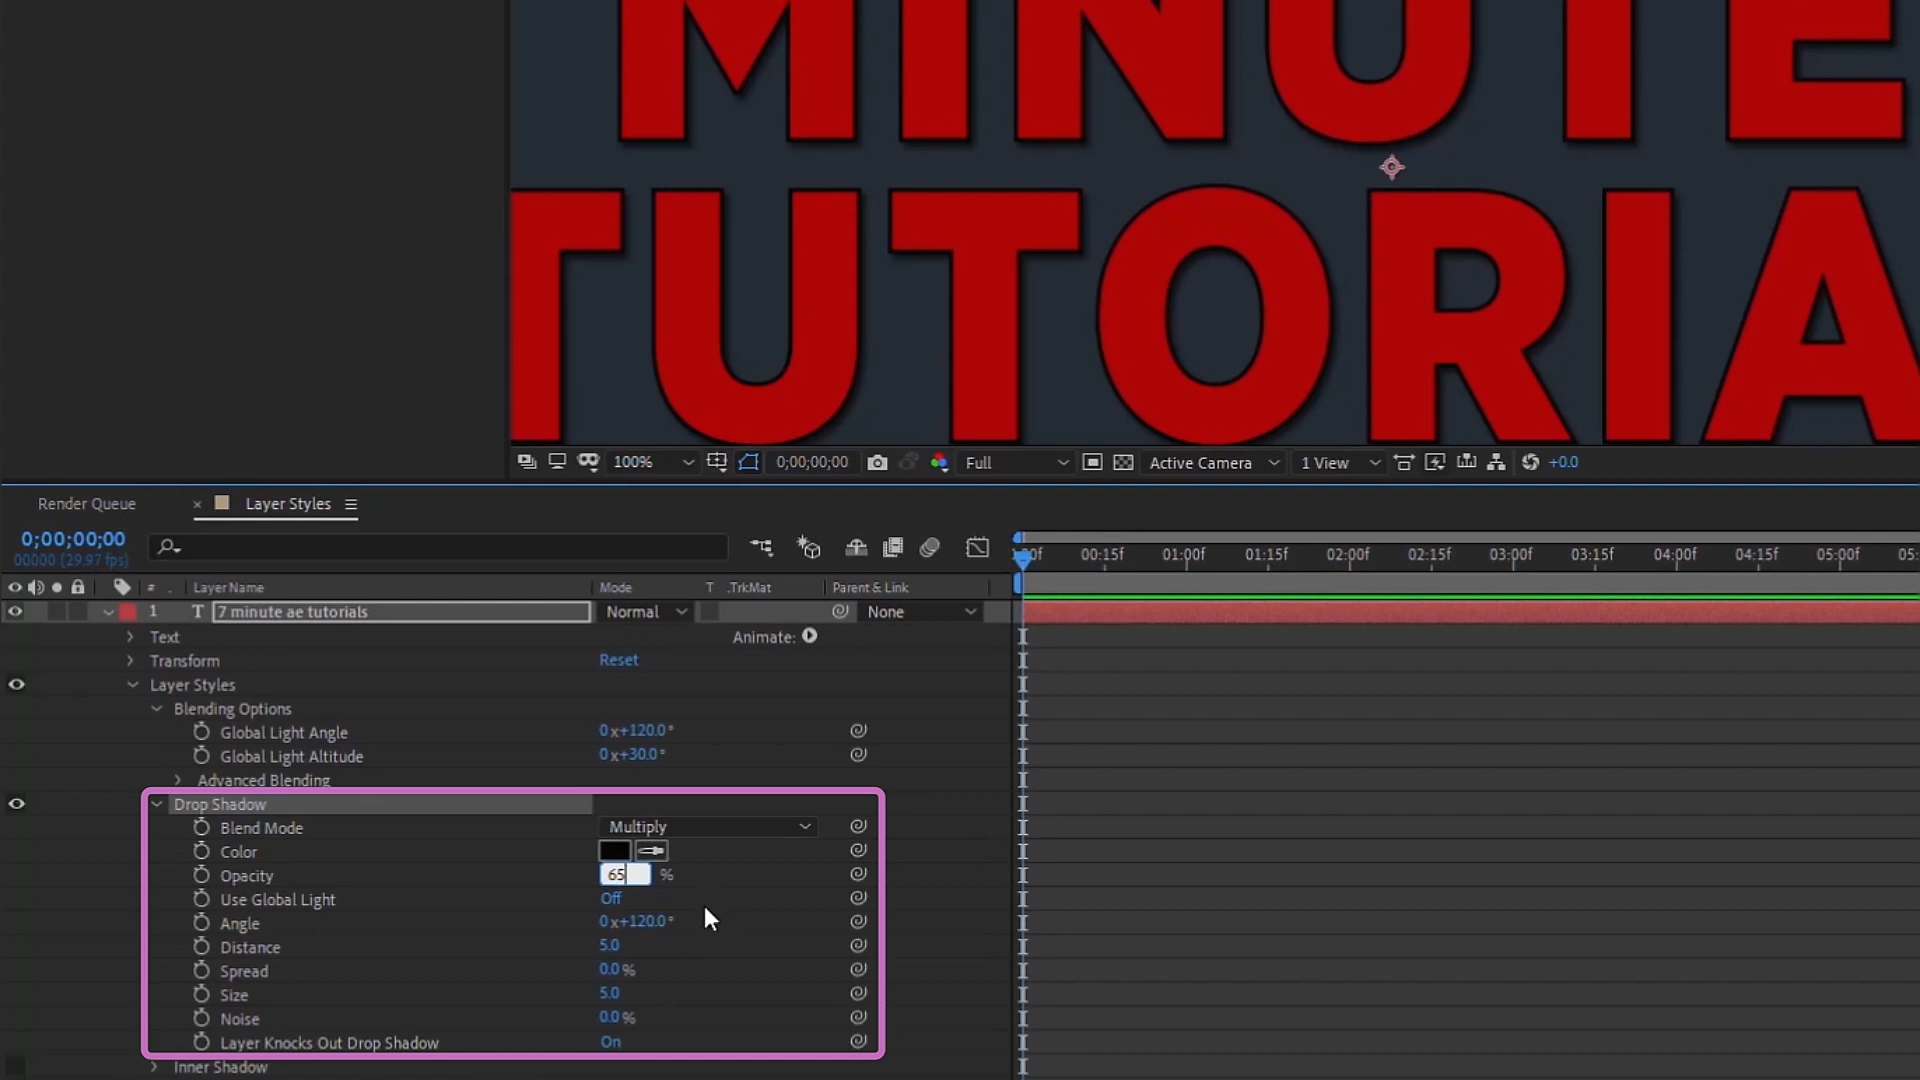 MINUTE
TUTORIA
100% 0;00;00;00 Full Active Camera 1 View +0.0
Render Queue × Layer Styles
0;00;00;00
00000 (29.97 fps)
00:15f 01:00f 01:15f 02:00f 02:15f 03:00f 03:15f 04:00f 04:15f 05:00f 05:
# . Layer Name Mode T .TrkMat Parent & Link
1 T 7 minute ae tutorials Normal None
Text Animate:
Transform Reset
Layer Styles
Blending Options
Global Light Angle 0x+120.0°
Global Light Altitude 0x+30.0°
Advanced Blending
Drop Shadow
Blend Mode Multiply
Color
Opacity 65 %
Use Global Light Off
Angle 0x+120.0°
Distance 5.0
Spread 0.0%
Size 5.0
Noise 0.0%
Layer Knocks Out Drop Shadow On
Inner Shadow